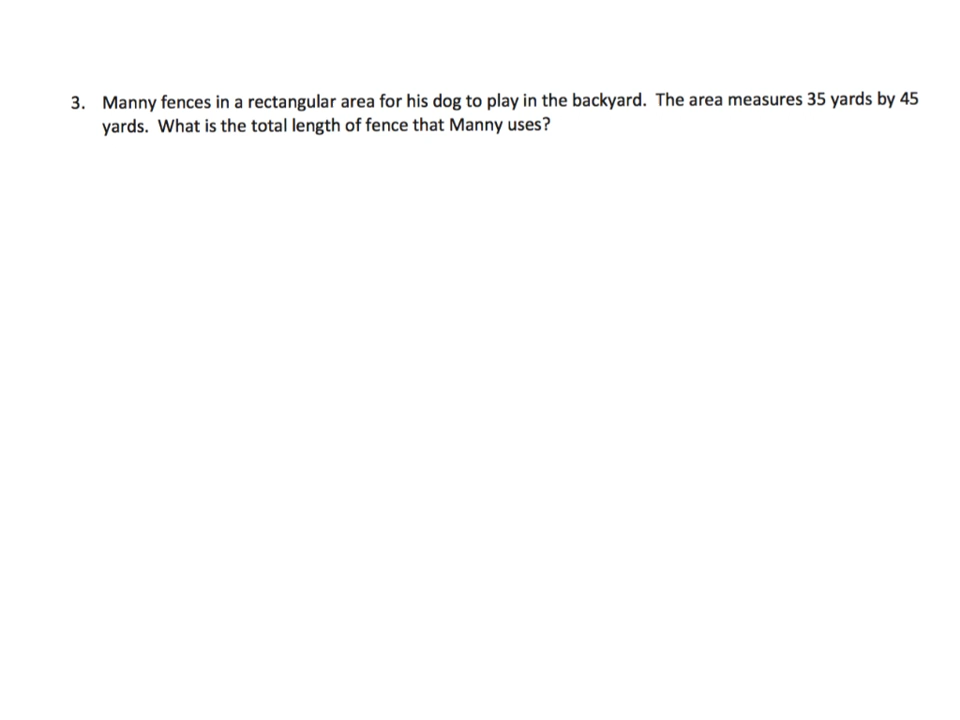 3. Manny fences in a rectangular area for his dog to play in the backyard. The area measures 35 yards by 45
yards. What is the total length of fence that Manny uses?